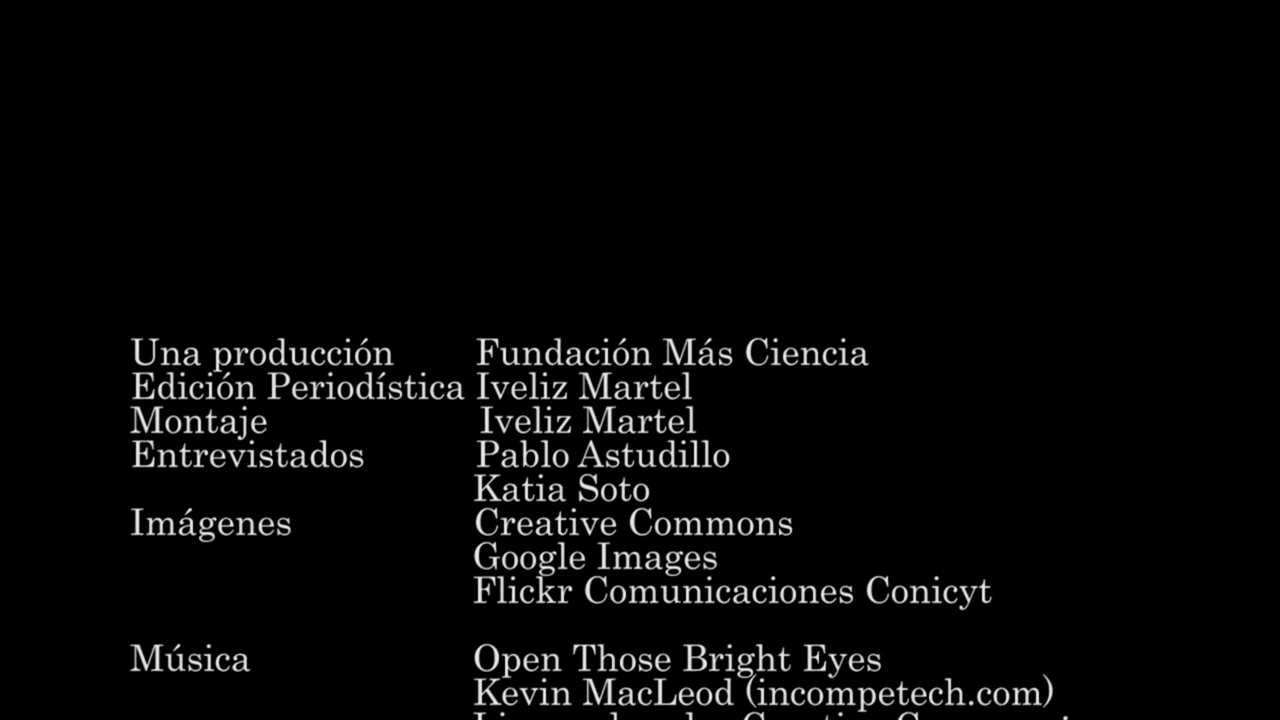 Una producción Fundación Más Ciencia
Edición Periodística Iveliz Martel
Montaje Iveliz Martel
Entrevistados Pablo Astudillo
Katia Soto
Imágenes Creative Commons
Google Images
Flickr Comunicaciones Conicyt
Música Open Those Bright Eyes
Kevin MacLeod (incompetech.com)